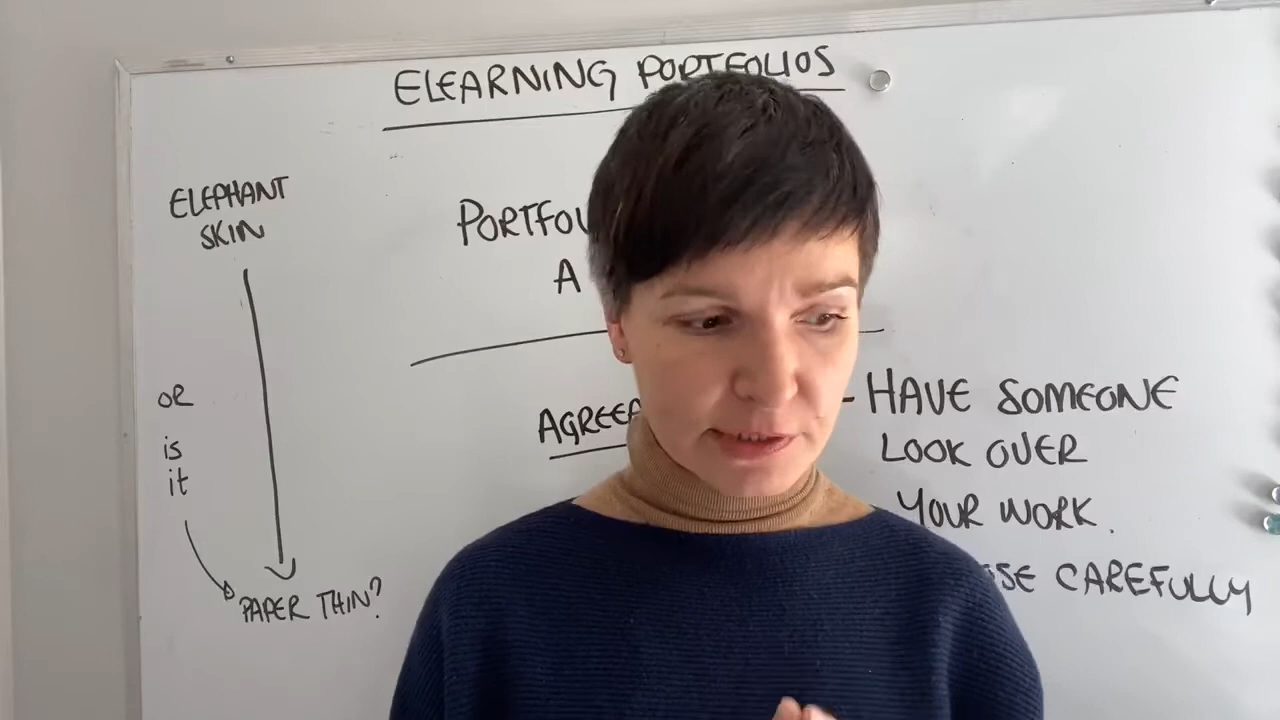 ELEARNING PORTFOLIOS
ELEPHANT
SKIN
OR
is
it
PAPER THIN?
A
- HAVE SOMEONE
LOOK OVER
YOUR WORK.
CAREFULLY